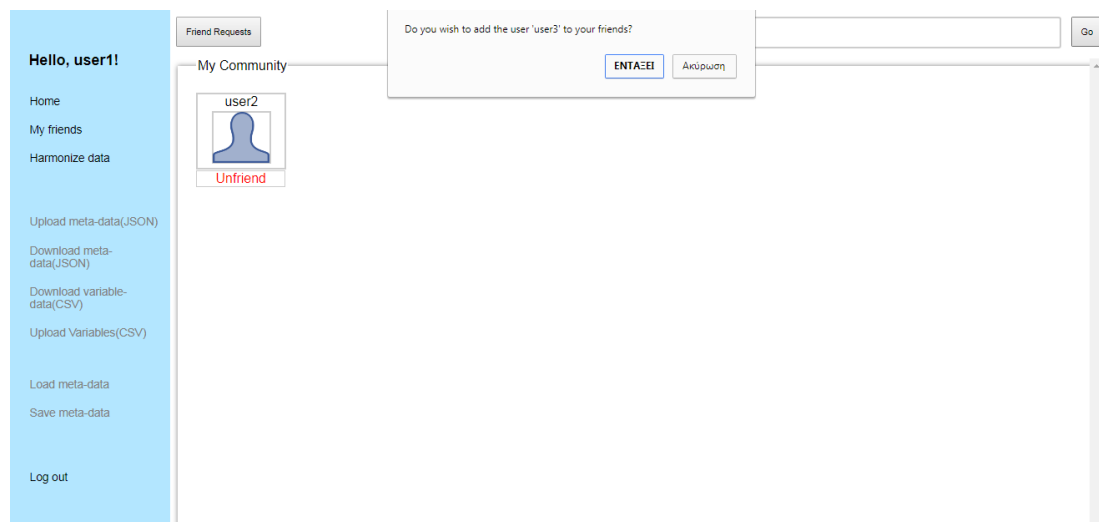 Hello, user1!
Home
My friends
Harmonize data
Upload meta-data(JSON)
Download meta-
data(JSON)
Download variable-
data(CSV)
Upload Variables(CSV)
Load meta-data
Save meta-data
Log out
Friend Requests
Do you wish to add the user 'user3' to your friends?
ΕΝΤΑΞΕΙ
Ακύρωση
Go
My Community
user2
Unfriend